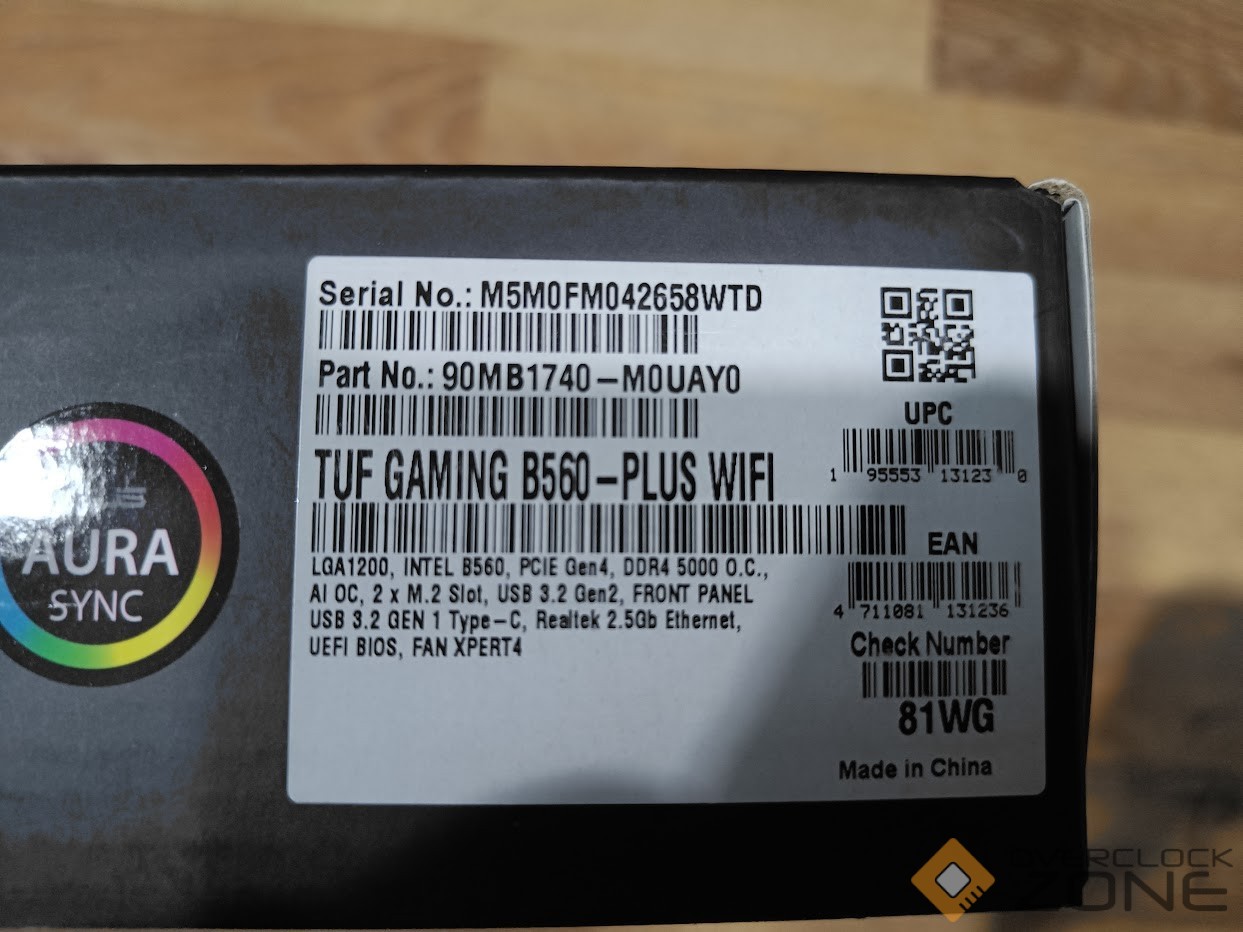 Serial No.: M5M0FM042658WTD
Part No.: 90MB1740-M0UAY0
TUF GAMING B560-PLUS WIFI
LGA1200, INTEL B560, PCIE Gen4, DDR4 5000 O.C.,
AI OC, 2 x M.2 Slot, USB 3.2 Gen2, FRONT PANEL
USB 3.2 GEN 1 Type-C, Realtek 2.5Gb Ethernet,
UEFI BIOS, FAN XPERT4
UPC
1 95553 13123 0
EAN
4 711081 131236
Check Number
81WG
Made in China
AURA
SYNC
OVERCLOCK
ZONE